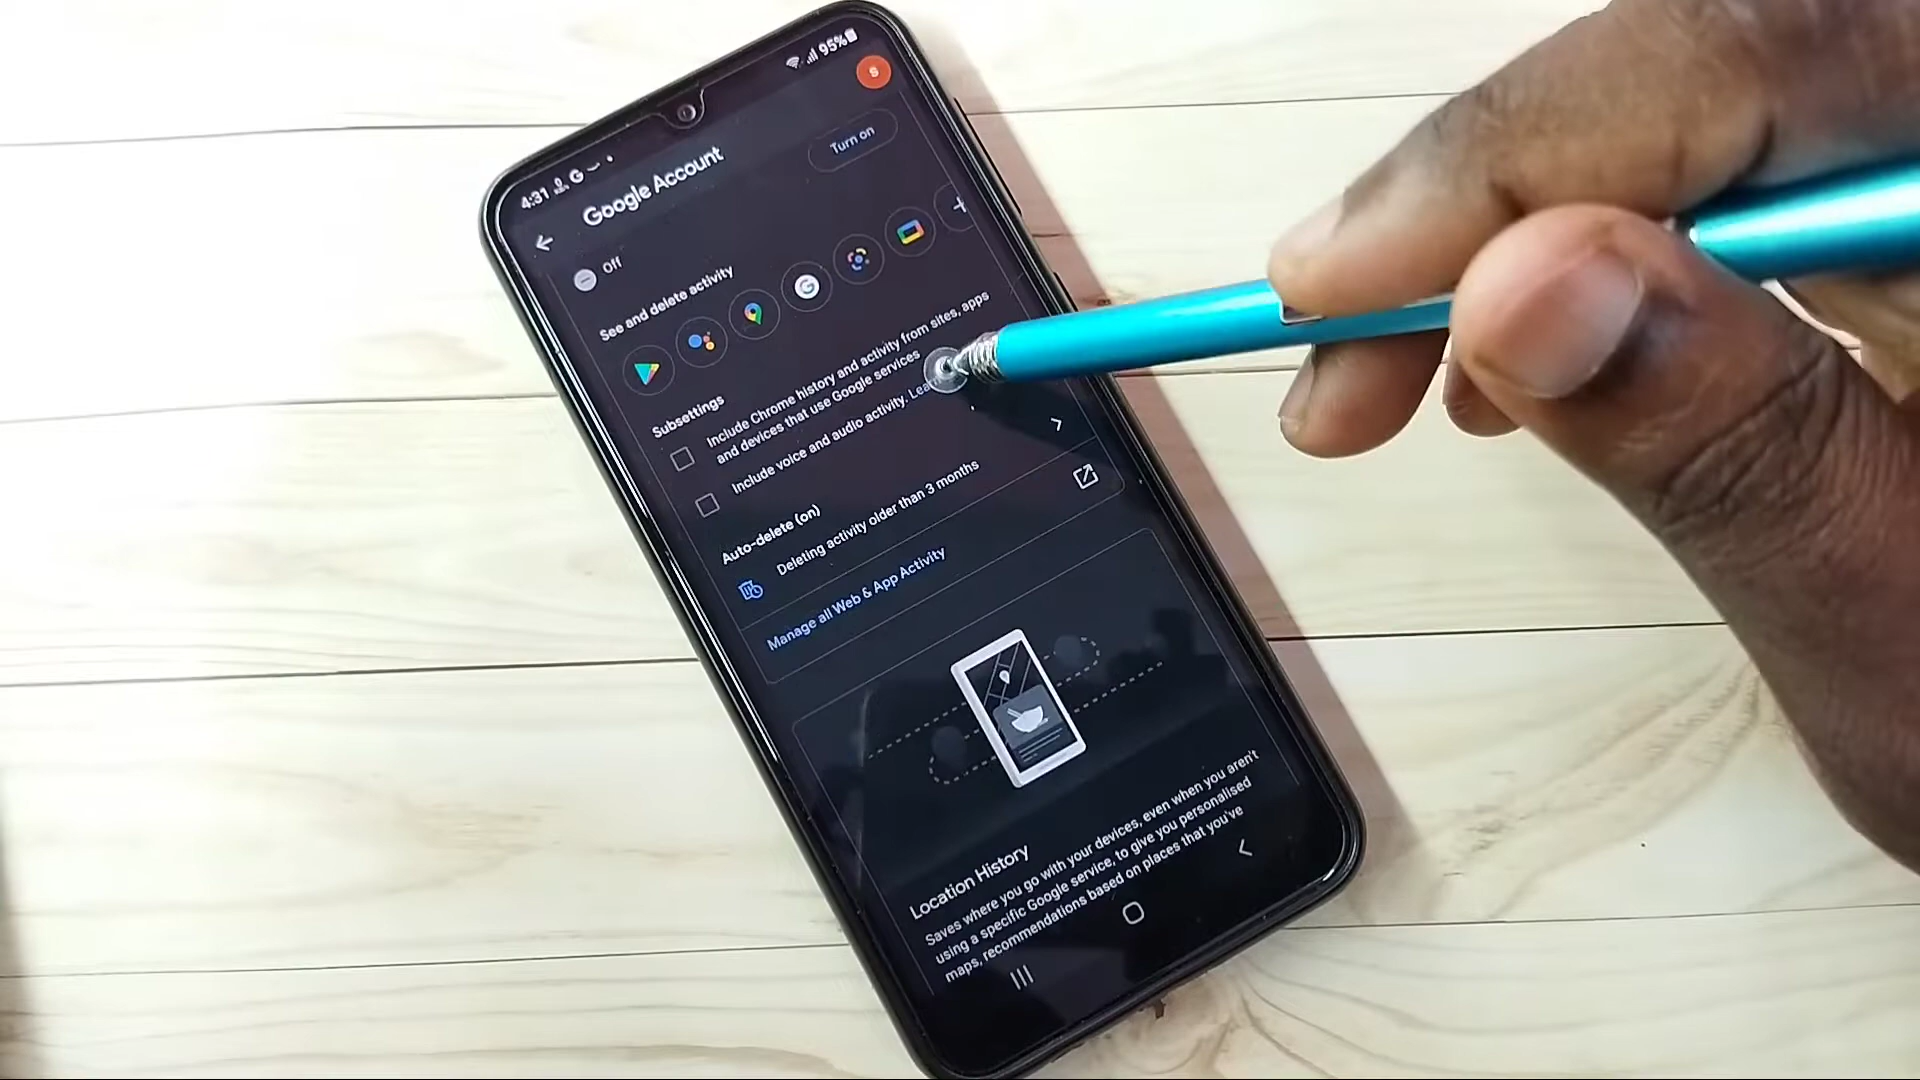 4:31
95%
S
Google Account
Turn on
Off
See and delete activity
Subsettings
Include Chrome history and activity from sites, apps
and devices that use Google services
Include voice and audio activity.
Auto-delete (on)
Deleting activity older than 3 months
Manage all Web & App Activity
Location History
Saves where you go with your devices, even when you aren't
using a specific Google service, to give you personalised
maps, recommendations based on places that you've